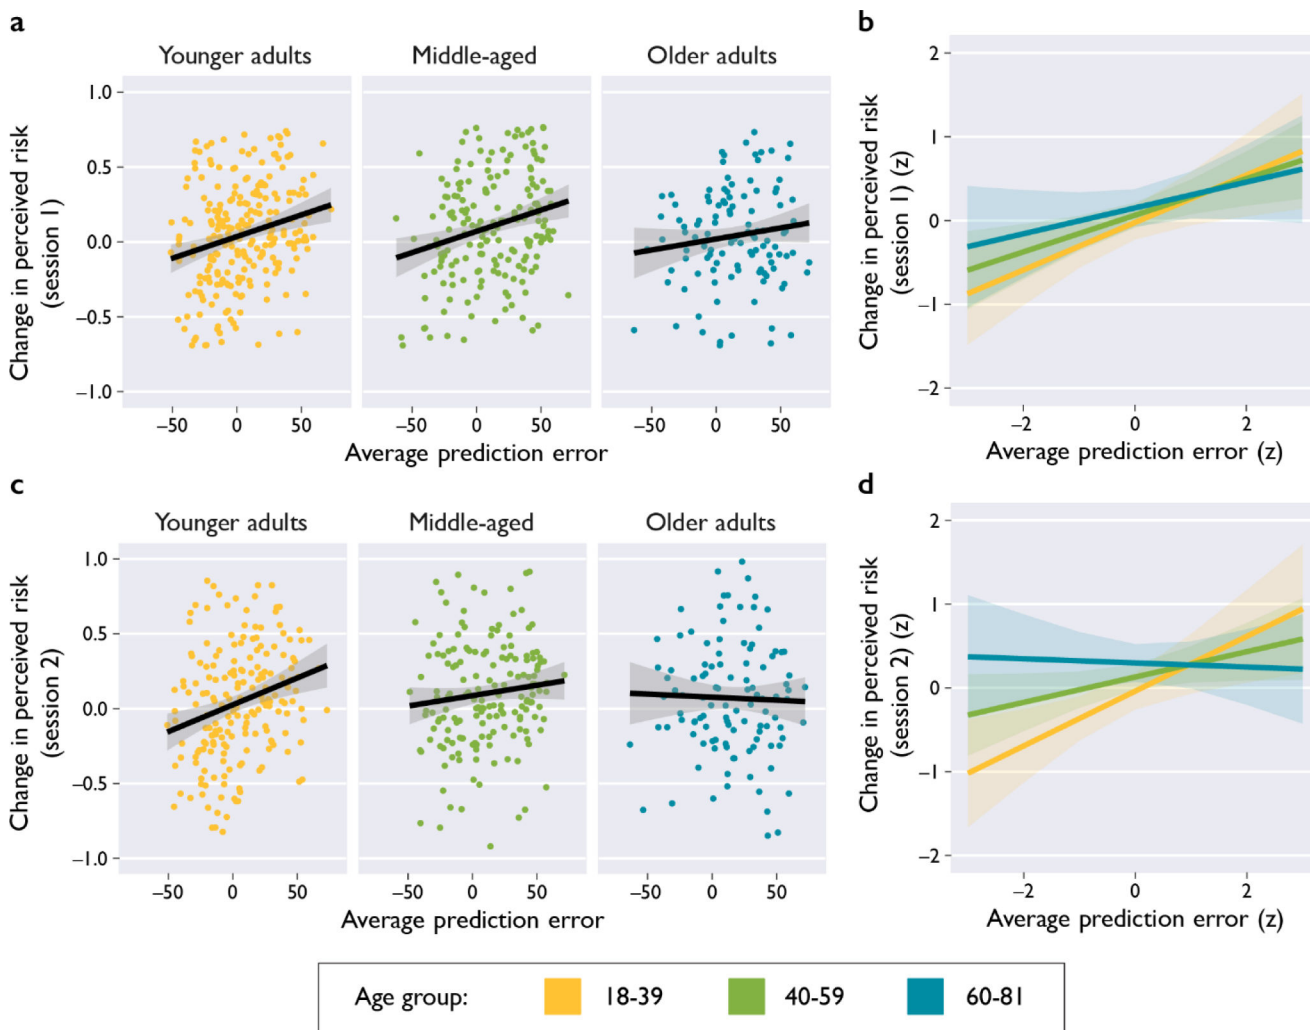 a
b
Younger adults
Middle-aged
Older adults
Change in perceived risk
(session 1)
1.0
0.5
0.0
−0.5
−1.0
−50 0 50
−50 0 50
−50 0 50
Average prediction error
Change in perceived risk
(session 1) (z)
2
1
0
−1
−2
−2 0 2
Average prediction error (z)
c
d
Younger adults
Middle-aged
Older adults
Change in perceived risk
(session 2)
1.0
0.5
0.0
−0.5
−1.0
−50 0 50
−50 0 50
−50 0 50
Average prediction error
Change in perceived risk
(session 2) (z)
2
1
0
−1
−2
−2 0 2
Average prediction error (z)
Age group: 18-39 40-59 60-81